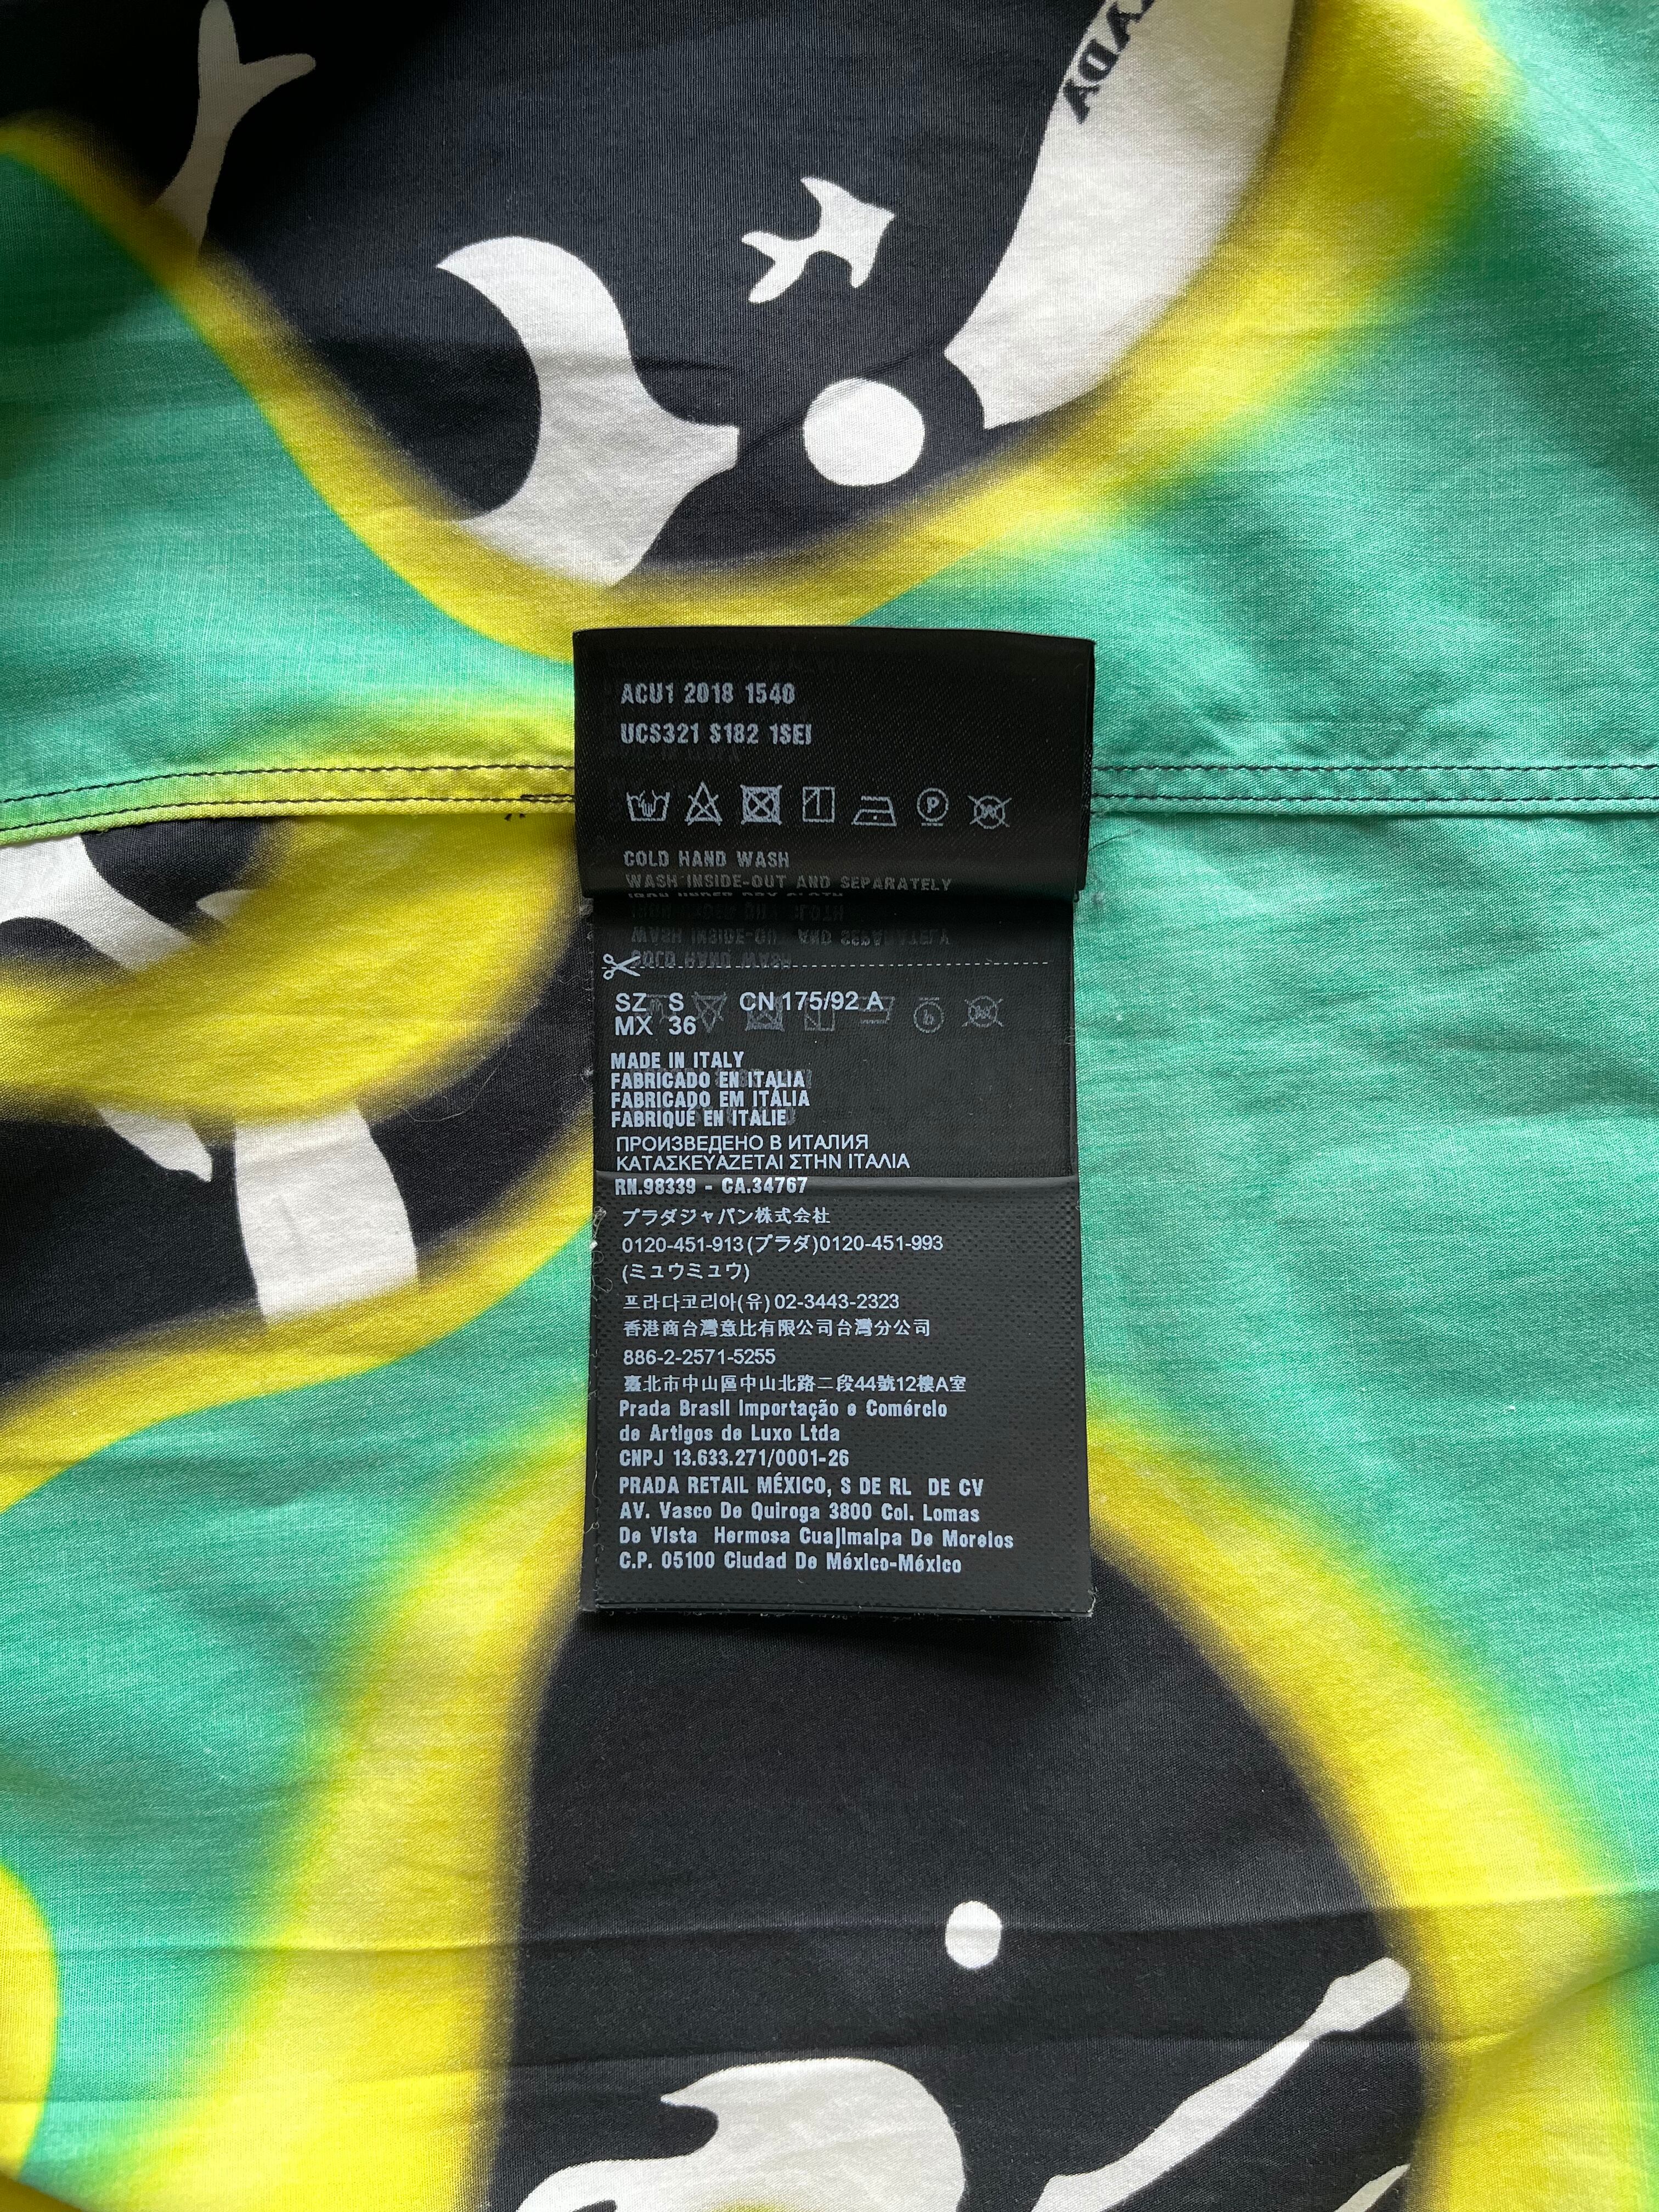 ADA
ACU1 2018 1540
UCS321 S182 1SEI
COLD HAND WASH
WASH INSIDE-OUT AND SEPARATELY
IRON UNDER DRY CLOTH
SZ S CN 175/92 A
MX 36
MADE IN ITALY
FABRICADO EN ITALIA
FABRICADO EM ITÁLIA
FABRIQUÉ EN ITALIE
ПРОИЗВЕДЕНО В ИТАЛИЯ
ΚΑΤΑΣΚΕΥΑΖΕΤΑΙ ΣΤΗΝ ΙΤΑΛΙΑ
RN.98339 - CA.34767
プラダジャパン株式会社
0120-451-913(プラダ)0120-451-993
(ミュウミュウ)
프라다코리아(유) 02-3443-2323
香港商台灣意比有限公司台灣分公司
886-2-2571-5255
臺北市中山區中山北路二段44號12樓A室
Prada Brasil Importação e Comércio
de Artigos de Luxo Ltda
CNPJ 13.633.271/0001-26
PRADA RETAIL MÉXICO, S DE RL DE CV
AV. Vasco De Quiroga 3800 Col. Lomas
De Vista Hermosa Cuajimalpa De Morelos
C.P. 05100 Ciudad De México-México